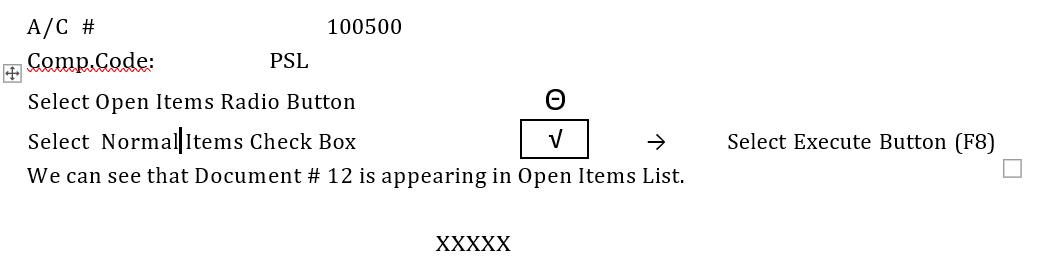 A/C # 100500
Comp.Code: PSL
Select Open Items Radio Button Θ
Select Normal Items Check Box √ → Select Execute Button (F8)
We can see that Document # 12 is appearing in Open Items List.
XXXXX